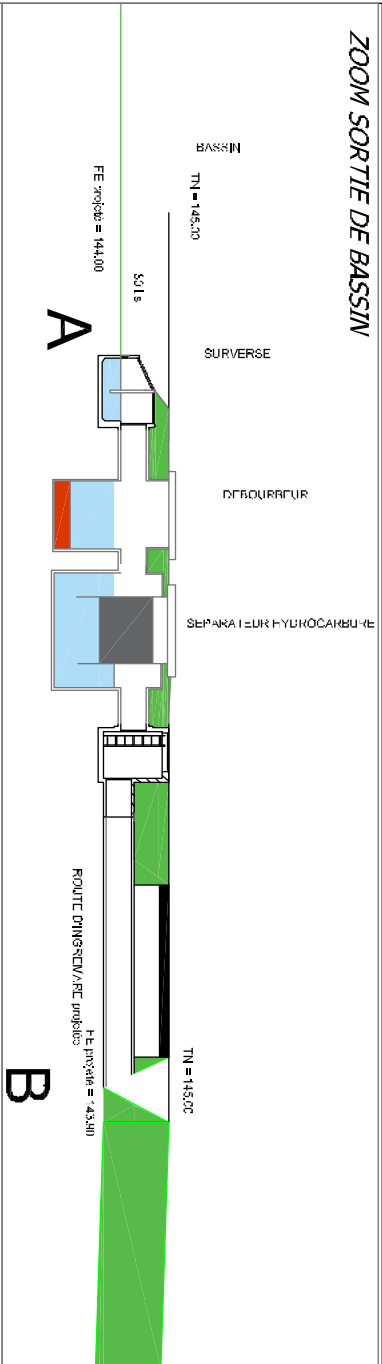 ZOOM SORTIE DE BASSIN
BASSIN
SURVERSE
DEBOURBEUR
SEPARATEUR HYDROCARBURE
TN = 145.00
TN = 145.00
FE projeté = 144.00
A
ROUTE D'INGREMARE projetée
FE projeté = 143.90
B